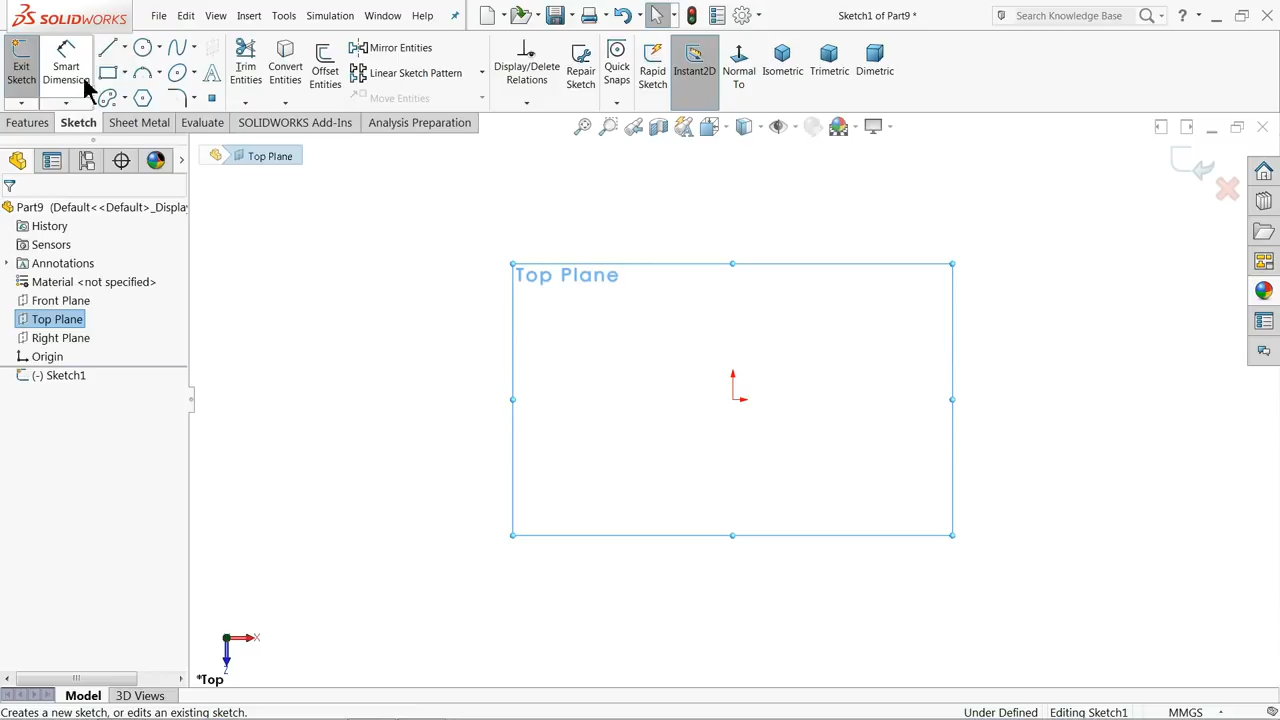 SOLIDWORKS
File Edit View Insert Tools Simulation Window Help
Sketch1 of Part9 *
Search Knowledge Base
?
Exit Sketch
Smart Dimension
Trim Entities
Convert Entities
Offset Entities
Mirror Entities
Linear Sketch Pattern
Move Entities
Display/Delete Relations
Repair Sketch
Quick Snaps
Rapid Sketch
Instant2D
Normal To
Isometric
Trimetric
Dimetric
Features Sketch Sheet Metal Evaluate SOLIDWORKS Add-Ins Analysis Preparation
Top Plane
Part9 (Default<<Default>_Displa
History
Sensors
Annotations
Material <not specified>
Front Plane
Top Plane
Right Plane
Origin
(-) Sketch1
Top Plane
X
Z
*Top
Model 3D Views
Creates a new sketch, or edits an existing sketch.
Under Defined Editing Sketch1 MMGS